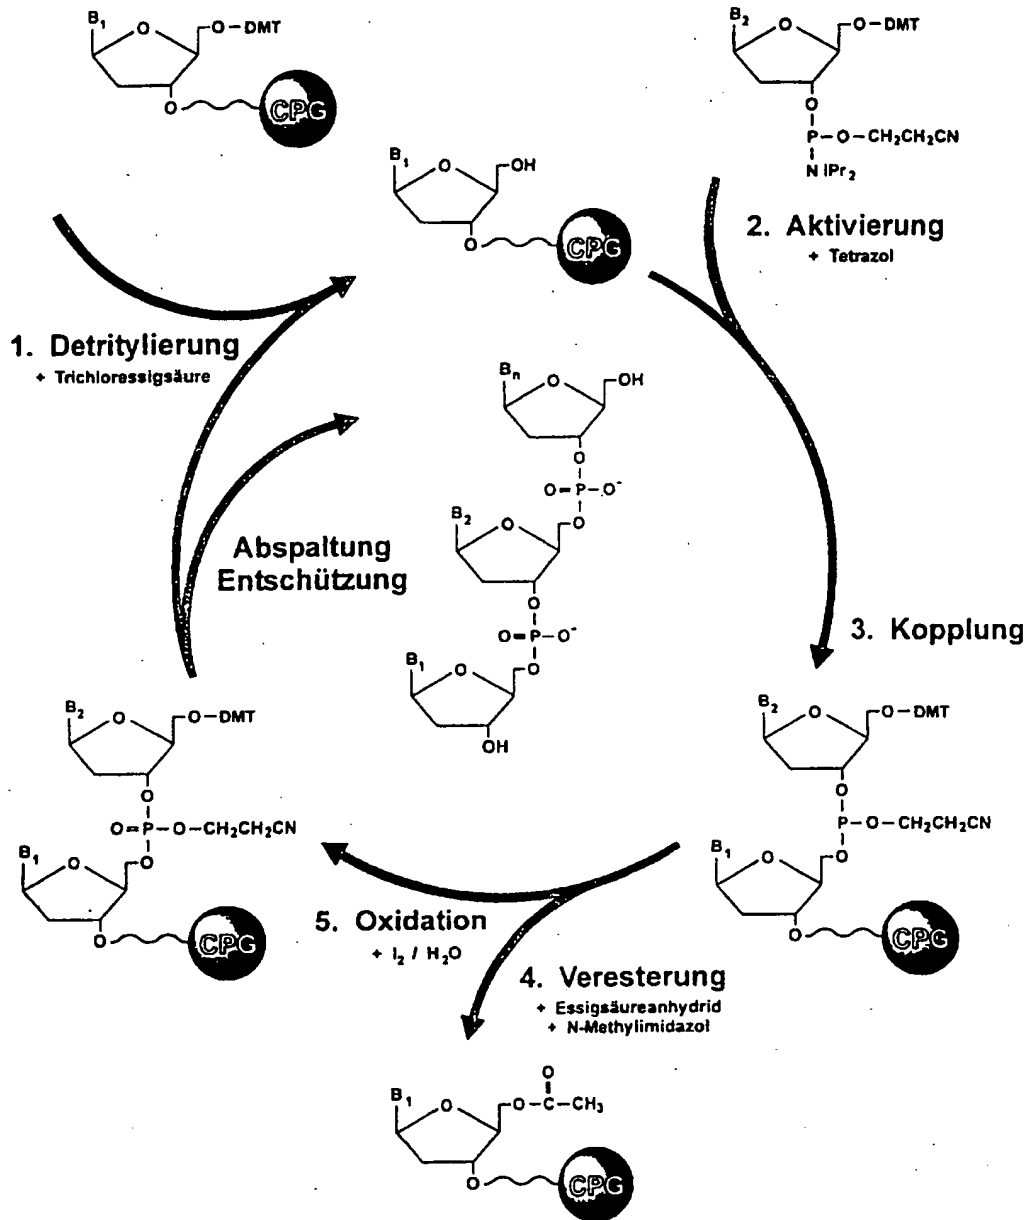 B1 O O–DMT
O CPG
B2 O O–DMT
O
P–O–CH2CH2CN
N iPr2
B1 O OH
O CPG
2. Aktivierung
+ Tetrazol
1. Detritylierung
+ Trichloressigsäure
Bn O OH
O
O=P–O-
B2 O O
O
O=P–O-
B1 O O
OH
Abspaltung
Entschützung
3. Kopplung
B2 O O–DMT
O
O=P–O–CH2CH2CN
B1 O O
O CPG
B2 O O–DMT
O
P–O–CH2CH2CN
B1 O O
O CPG
5. Oxidation
+ I2 / H2O
4. Veresterung
+ Essigsäureanhydrid
+ N-Methylimidazol
O
B1 O O–C–CH3
O CPG